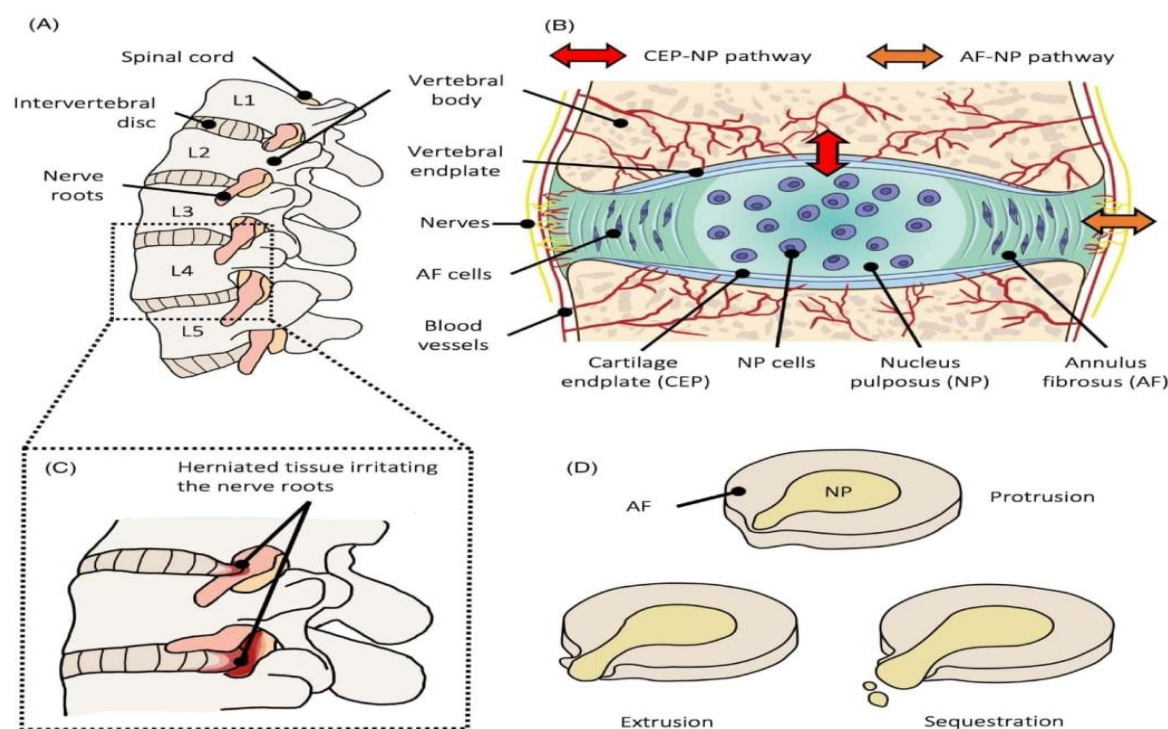 (A)
Spinal cord
Intervertebral
disc
Nerve
roots
L1
L2
L3
L4
L5
(B)
CEP-NP pathway
AF-NP pathway
Vertebral
body
Vertebral
endplate
Nerves
AF cells
Blood
vessels
Cartilage
endplate (CEP)
NP cells
Nucleus
pulposus (NP)
Annulus
fibrosus (AF)
(C)
Herniated tissue irritating
the nerve roots
(D)
AF
NP
Protrusion
Extrusion
Sequestration